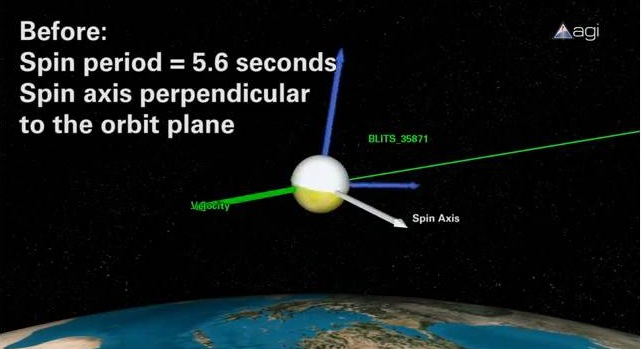 Before:
Spin period = 5.6 seconds
Spin axis perpendicular
to the orbit plane
agi
BLITS_35871
Velocity
Spin Axis